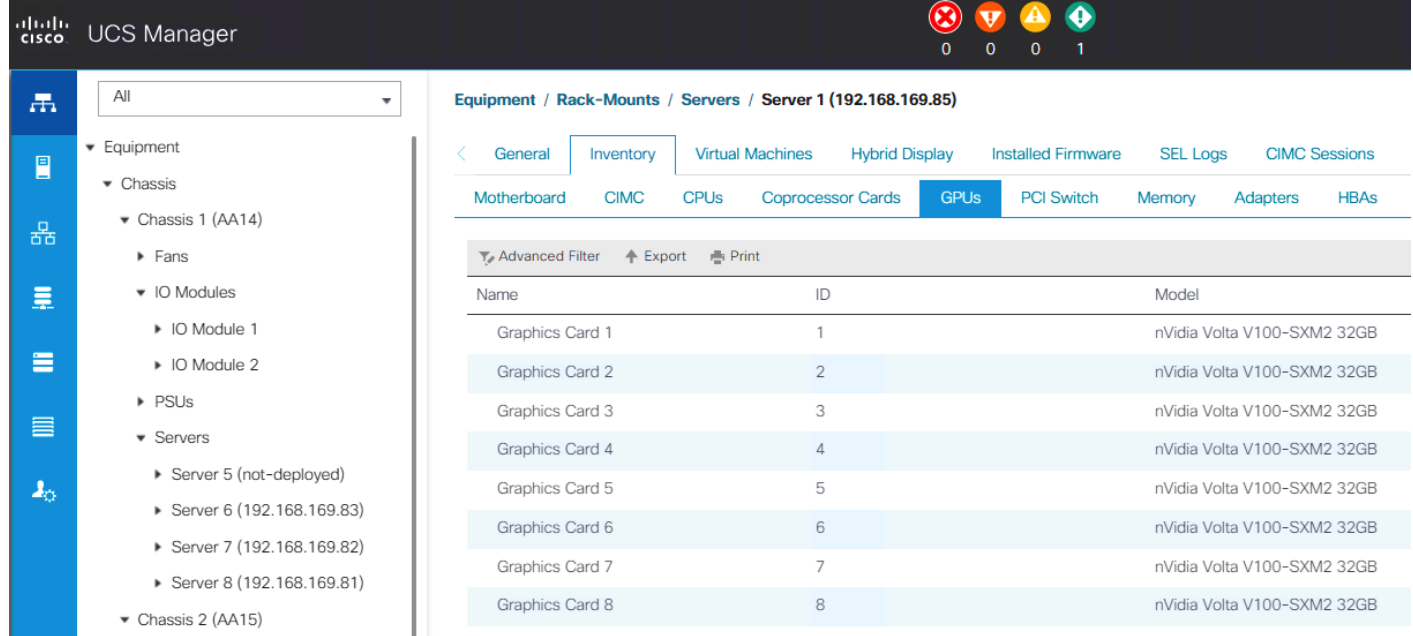 cisco UCS Manager
0 0 0 1
All
Equipment
Chassis
Chassis 1 (AA14)
Fans
IO Modules
IO Module 1
IO Module 2
PSUs
Servers
Server 5 (not-deployed)
Server 6 (192.168.169.83)
Server 7 (192.168.169.82)
Server 8 (192.168.169.81)
Chassis 2 (AA15)
Equipment / Rack-Mounts / Servers / Server 1 (192.168.169.85)
General Inventory Virtual Machines Hybrid Display Installed Firmware SEL Logs CIMC Sessions
Motherboard CIMC CPUs Coprocessor Cards GPUs PCI Switch Memory Adapters HBAs
Advanced Filter Export Print
Name ID Model
Graphics Card 1 1 nVidia Volta V100-SXM2 32GB
Graphics Card 2 2 nVidia Volta V100-SXM2 32GB
Graphics Card 3 3 nVidia Volta V100-SXM2 32GB
Graphics Card 4 4 nVidia Volta V100-SXM2 32GB
Graphics Card 5 5 nVidia Volta V100-SXM2 32GB
Graphics Card 6 6 nVidia Volta V100-SXM2 32GB
Graphics Card 7 7 nVidia Volta V100-SXM2 32GB
Graphics Card 8 8 nVidia Volta V100-SXM2 32GB